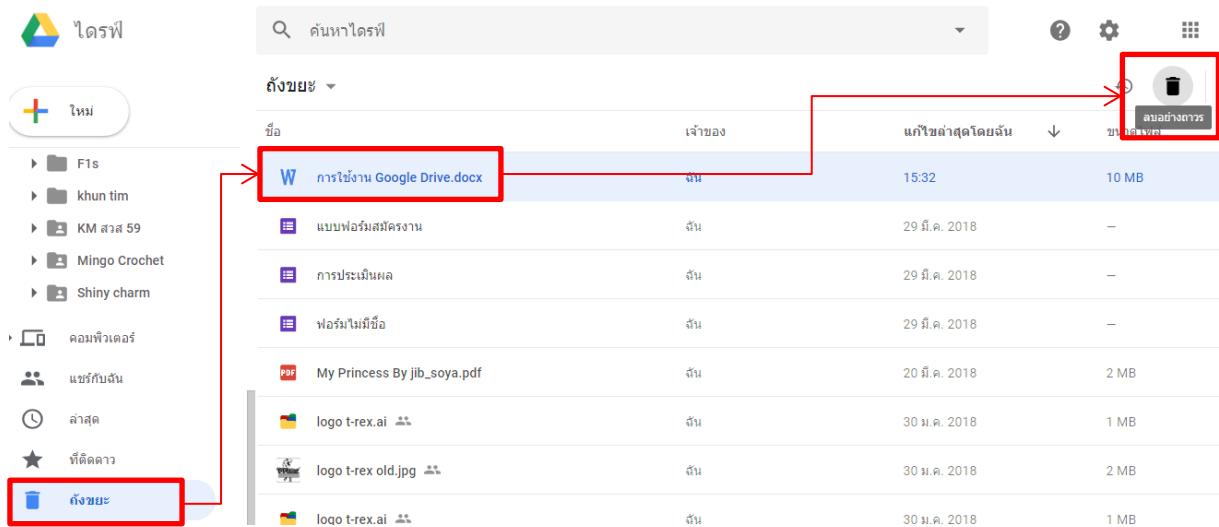 ไดรฟ์
ค้นหาไดรฟ์
ใหม่
F1s
khun tim
KM สวส 59
Mingo Crochet
Shiny charm
คอมพิวเตอร์
แชร์กับฉัน
ล่าสุด
ที่ติดดาว
ถังขยะ
ถังขยะ
ลบอย่างถาวร
ชื่อ เจ้าของ แก้ไขล่าสุดโดยฉัน ขนาดไฟล์
W การใช้งาน Google Drive.docx ฉัน 15:32 10 MB
แบบฟอร์มสมัครงาน ฉัน 29 มี.ค. 2018 —
การประเมินผล ฉัน 29 มี.ค. 2018 —
ฟอร์มไม่มีชื่อ ฉัน 29 มี.ค. 2018 —
PDF My Princess By jib_soya.pdf ฉัน 20 มี.ค. 2018 2 MB
logo t-rex.ai ฉัน 30 ม.ค. 2018 1 MB
logo t-rex old.jpg ฉัน 30 ม.ค. 2018 2 MB
logo t-rex.ai ฉัน 30 ม.ค. 2018 1 MB